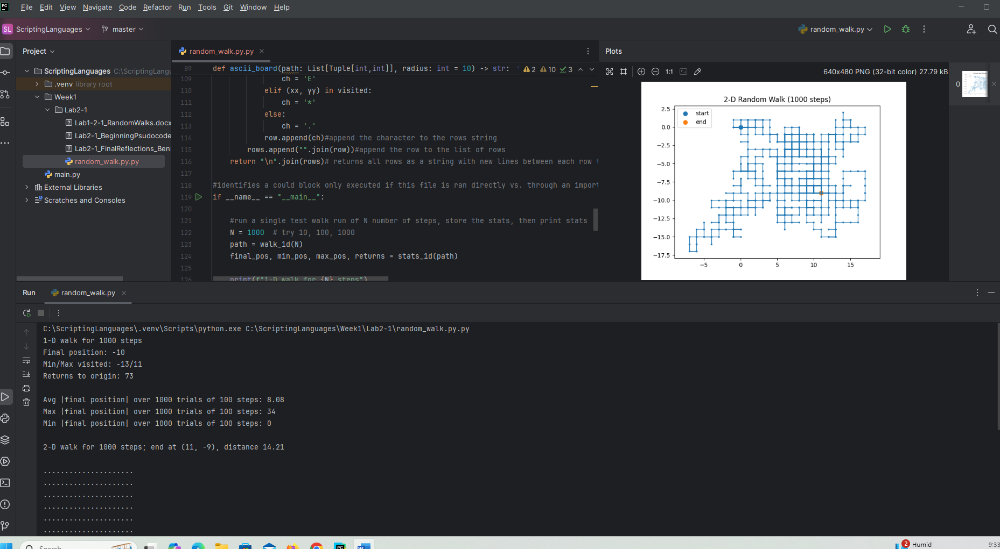 File Edit View Navigate Code Refactor Run Tools Git Window Help
SL ScriptingLanguages master random_walk.py
Project
random_walk.py.py
Plots
ScriptingLanguages C:\ScriptingLangu
.venv library root
Week1
Lab2-1
Lab1-2-1_RandomWalks.docx
Lab2-1_BeginningPsudocode
Lab2-1_FinalReflections_Ben
random_walk.py.py
main.py
External Libraries
Scratches and Consoles
89 def ascii_board(path: List[Tuple[int,int]], radius: int = 10) -> str: 2 10 3
109 ch = 'E'
110 elif (xx, yy) in visited:
111 ch = '*'
112 else:
113 ch = '.'
114 row.append(ch)#append the character to the rows string
115 rows.append("".join(row))#append the row to the list of rows
116 return "\n".join(rows)# returns all rows as a string with new lines between each row
117
118 #identifies a could block only executed if this file is ran directly vs. through an import
119 if __name__ == "__main__":
120
121 #run a single test walk run of N number of steps, store the stats, then print stats
122 N = 1000 # try 10, 100, 1000
123 path = walk_1d(N)
124 final_pos, min_pos, max_pos, returns = stats_1d(path)
125
126 print(f"1-D walk for {N} steps")
1:1 640x480 PNG (32-bit color) 27.79 kB
0
2-D Random Walk (1000 steps)
start
end
2.5
0.0
−2.5
−5.0
−7.5
−10.0
−12.5
−15.0
−17.5
−5 0 5 10 15
Run random_walk.py
C:\ScriptingLanguages\.venv\Scripts\python.exe C:\ScriptingLanguages\Week1\Lab2-1\random_walk.py.py
1-D walk for 1000 steps
Final position: -10
Min/Max visited: -13/11
Returns to origin: 73
Avg |final position| over 1000 trials of 100 steps: 8.08
Max |final position| over 1000 trials of 100 steps: 34
Min |final position| over 1000 trials of 100 steps: 0
2-D walk for 1000 steps; end at (11, -9), distance 14.21
.....................
.....................
.....................
.....................
.....................
.....................
Search
2 Humid
9:33